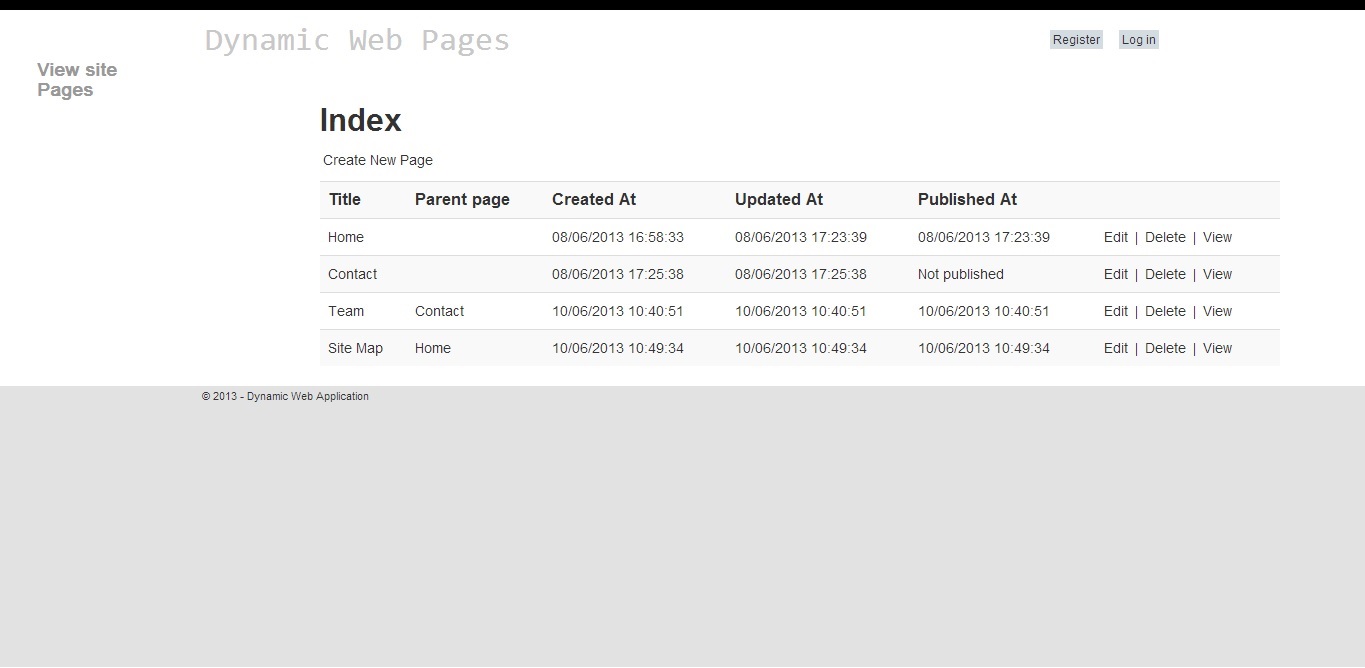 Dynamic Web Pages
Register Log in
View site
Pages
Index
Create New Page
Title Parent page Created At Updated At Published At
Home 08/06/2013 16:58:33 08/06/2013 17:23:39 08/06/2013 17:23:39 Edit | Delete | View
Contact 08/06/2013 17:25:38 08/06/2013 17:25:38 Not published Edit | Delete | View
Team Contact 10/06/2013 10:40:51 10/06/2013 10:40:51 10/06/2013 10:40:51 Edit | Delete | View
Site Map Home 10/06/2013 10:49:34 10/06/2013 10:49:34 10/06/2013 10:49:34 Edit | Delete | View
© 2013 - Dynamic Web Application